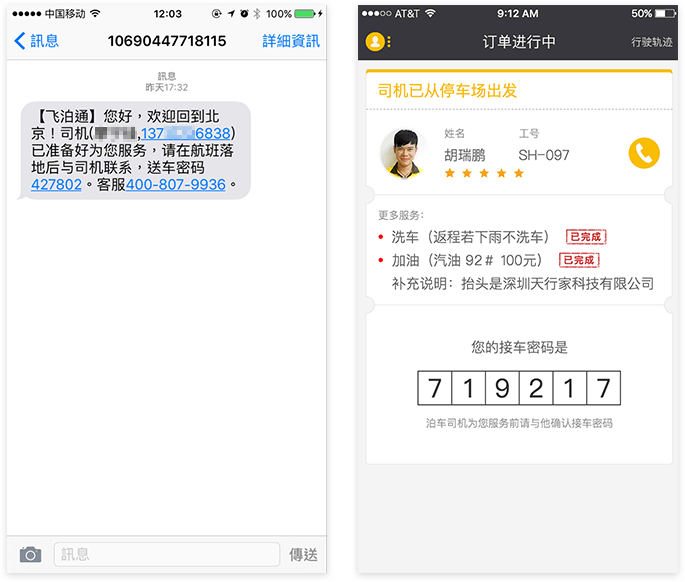 中国移动 12:03 100%
訊息 10690447718115 詳細資訊
訊息
昨天17:32
【飞泊通】您好，欢迎回到北
京！司机( ,137 6838)
已准备好为您服务，请在航班落
地后与司机联系，送车密码
427802。客服400-807-9936。
訊息 傳送
AT&T 9:12 AM 50%
订单进行中 行驶轨迹
司机已从停车场出发
姓名 工号
胡瑞鹏 SH-097
更多服务：
洗车（返程若下雨不洗车） 已完成
加油（汽油 92＃ 100元） 已完成
补充说明：抬头是深圳天行家科技有限公司
您的接车密码是
7 1 9 2 1 7
泊车司机为您服务前请与他确认接车密码